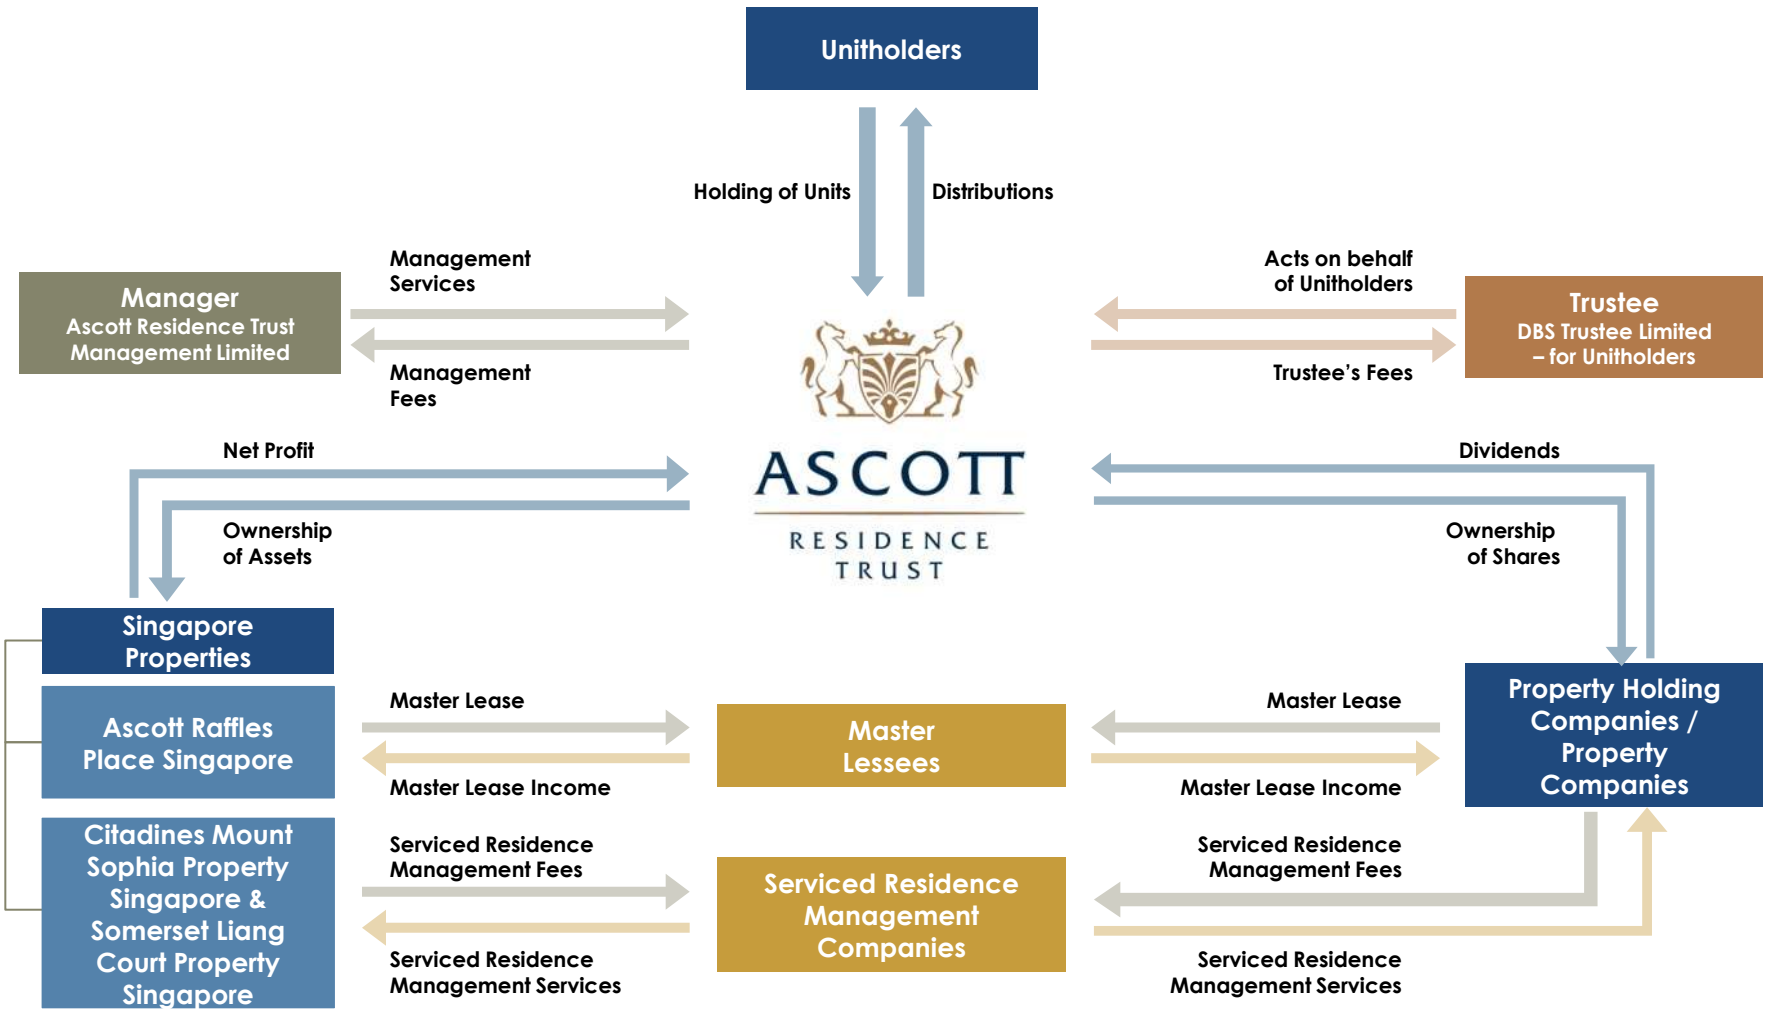 Unitholders
Holding of Units
Distributions
Management
Services
Acts on behalf
of Unitholders
Manager
Ascott Residence Trust
Management Limited
Trustee
DBS Trustee Limited
– for Unitholders
Management
Fees
Trustee’s Fees
Net Profit
Dividends
ASCOTT
RESIDENCE
TRUST
Ownership
of Assets
Ownership
of Shares
Singapore
Properties
Ascott Raffles
Place Singapore
Master Lease
Master Lease Income
Master
Lessees
Master Lease
Master Lease Income
Property Holding
Companies /
Property
Companies
Citadines Mount
Sophia Property
Singapore &
Somerset Liang
Court Property
Singapore
Serviced Residence
Management Fees
Serviced Residence
Management Services
Serviced Residence
Management
Companies
Serviced Residence
Management Fees
Serviced Residence
Management Services